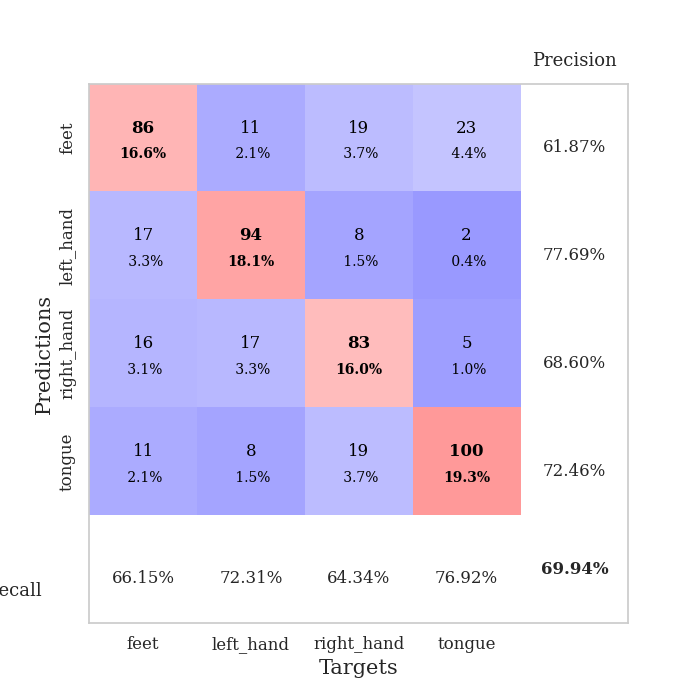 Precision
feet
86 11 19 23
16.6% 2.1% 3.7% 4.4%
61.87%
left_hand
17 94 8 2
3.3% 18.1% 1.5% 0.4%
77.69%
Predictions
right_hand
16 17 83 5
3.1% 3.3% 16.0% 1.0%
68.60%
tongue
11 8 19 100
2.1% 1.5% 3.7% 19.3%
72.46%
ecall
66.15% 72.31% 64.34% 76.92% 69.94%
feet left_hand right_hand tongue
Targets